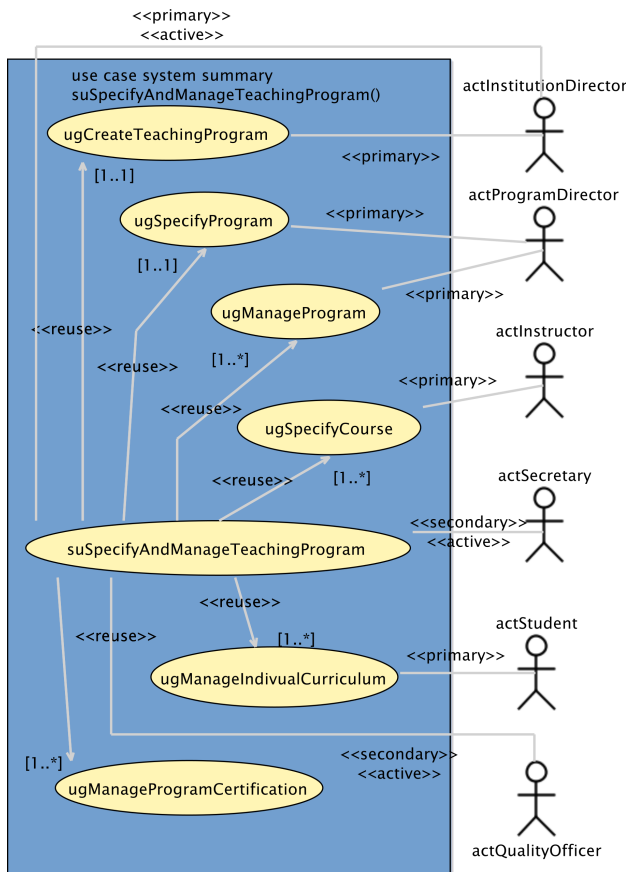 <<primary>>
<<active>>
use case system summary
suSpecifyAndManageTeachingProgram()
actInstitutionDirector
ugCreateTeachingProgram
<<primary>>
[1..1]
actProgramDirector
ugSpecifyProgram
<<primary>>
[1..1]
<<primary>>
ugManageProgram
<<reuse>>
actInstructor
[1..*]
<<reuse>>
<<primary>>
<<reuse>>
ugSpecifyCourse
actSecretary
<<reuse>>
[1..*]
<<secondary>>
<<active>>
suSpecifyAndManageTeachingProgram
<<reuse>>
actStudent
<<reuse>>
[1..*]
<<primary>>
ugManageIndivualCurriculum
<<secondary>>
[1..*]
<<active>>
ugManageProgramCertification
actQualityOfficer